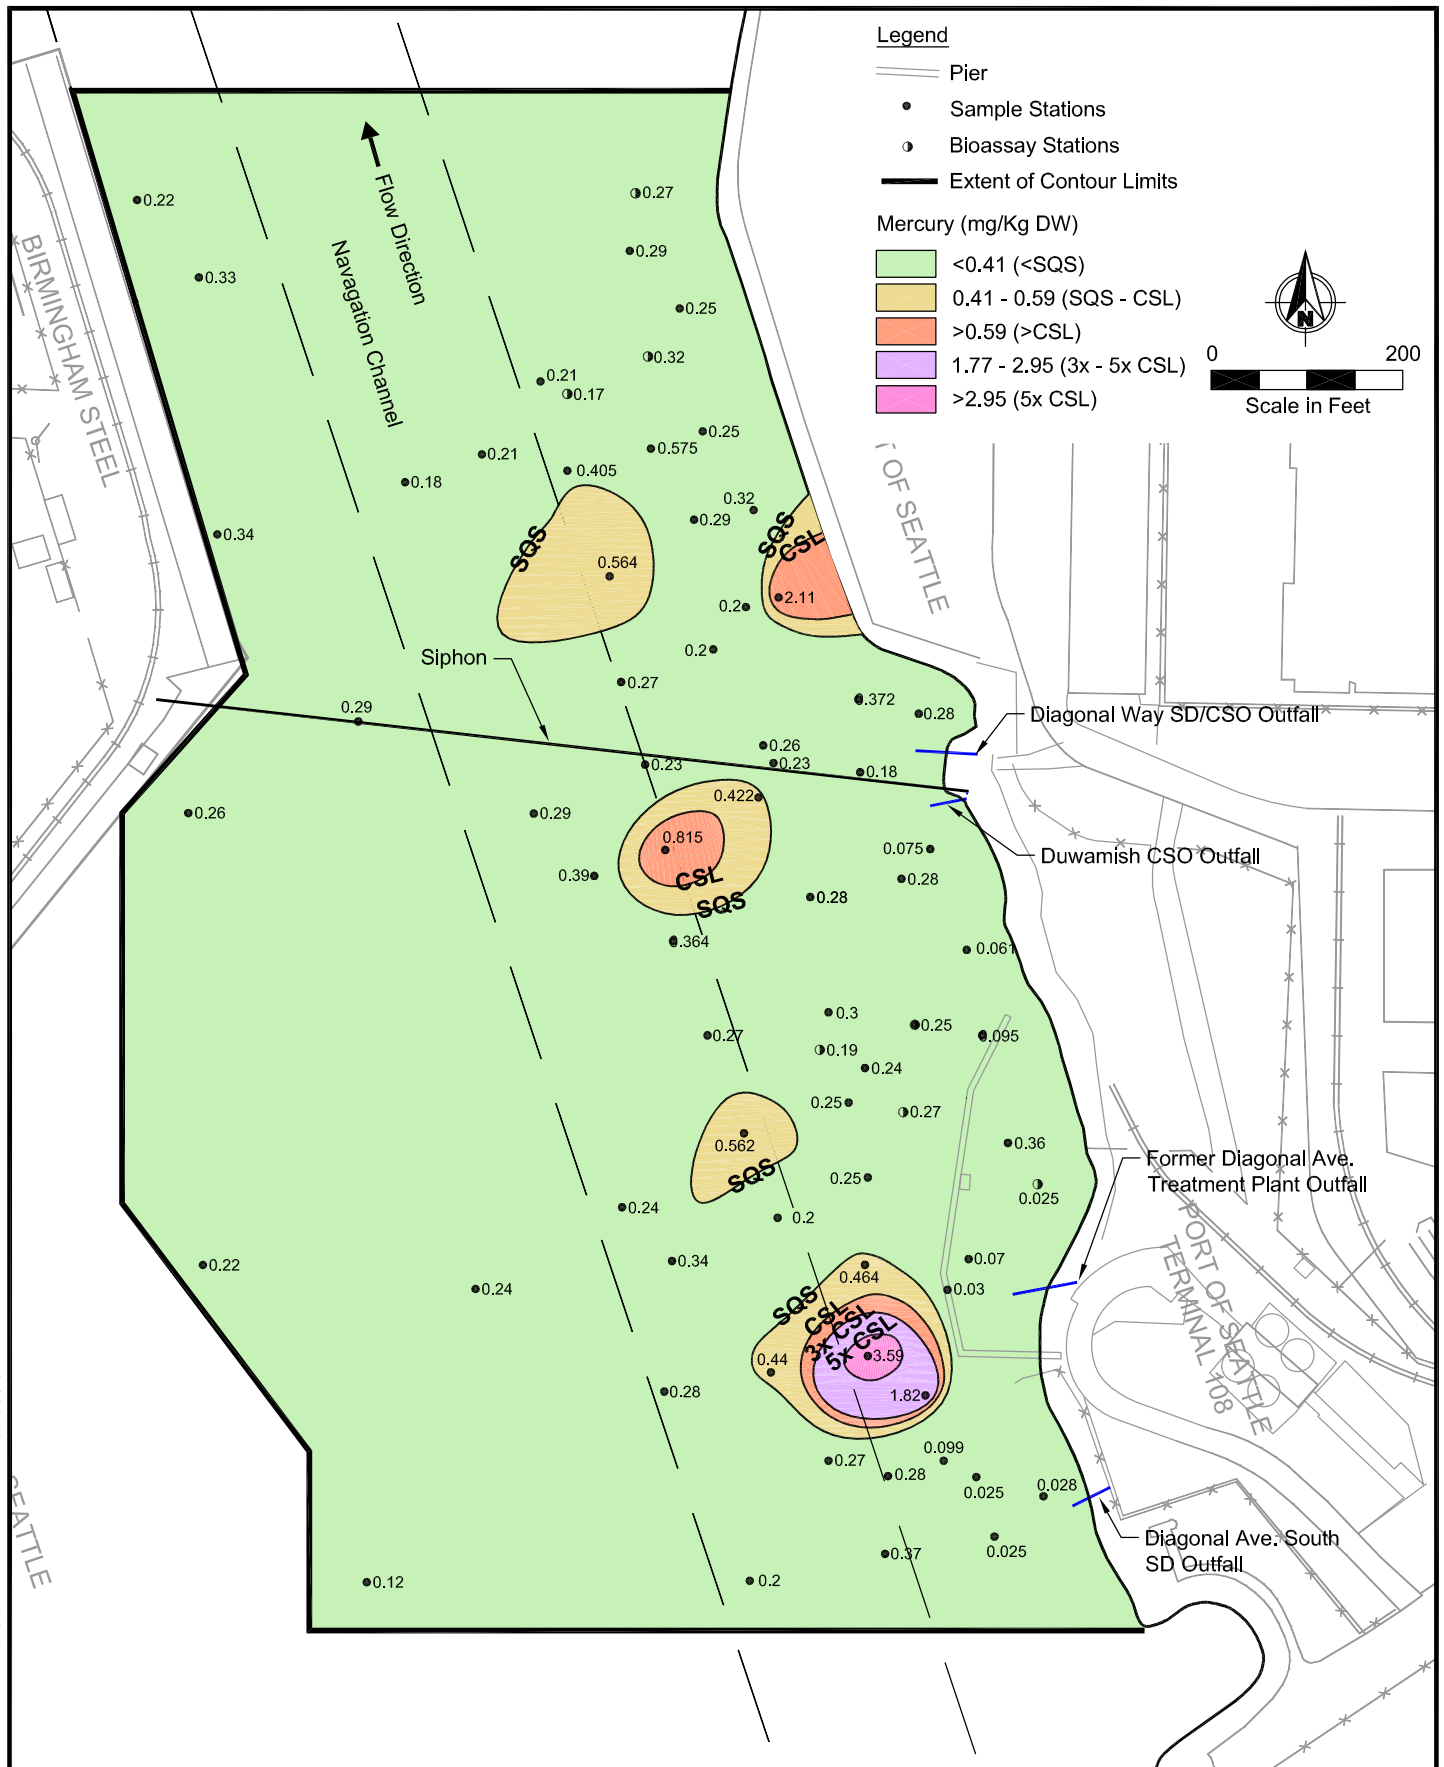 Legend
Pier
Sample Stations
Bioassay Stations
Extent of Contour Limits
Mercury (mg/Kg DW)
<0.41 (<SQS)
0.41 - 0.59 (SQS - CSL)
>0.59 (>CSL)
1.77 - 2.95 (3x - 5x CSL)
>2.95 (5x CSL)
N
0 200
Scale in Feet
Flow Direction
Navagation Channel
BIRMINGHAM STEEL
T OF SEATTLE
0.22
0.27
0.33
0.29
0.25
0.32
0.21
0.17
0.25
0.575
0.21
0.405
0.18
0.32
0.29
0.34
SQS
0.564
SQS
CSL
2.11
0.2
0.2
Siphon
0.27
0.372
0.28
Diagonal Way SD/CSO Outfall
0.29
0.26
0.23
0.23
0.18
0.422
0.26
0.29
0.815
0.075
Duwamish CSO Outfall
0.39
CSL
SQS
0.28
0.28
0.364
0.061
0.3
0.25
0.27
0.095
0.19
0.24
0.25
0.27
0.562
SQS
0.36
Former Diagonal Ave.
Treatment Plant Outfall
0.25
0.025
0.24
0.2
0.22
0.34
0.07
0.24
0.464
0.03
SQS
CSL
3x CSL
5x CSL
3.59
0.44
0.28
1.82
PORT OF SEATTLE
TERMINAL 108
0.27
0.099
0.28
0.025
0.028
0.37
0.025
Diagonal Ave. South
SD Outfall
0.12
0.2
SEATTLE